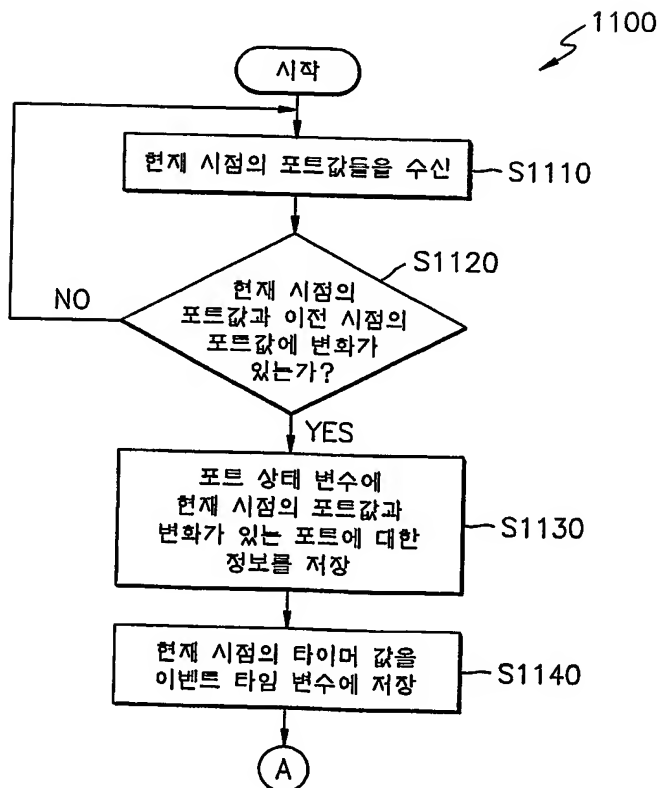 1100
시작
현재 시점의 포트값들을 수신
S1110
S1120
현재 시점의
포트값과 이전 시점의
포트값에 변화가
있는가?
NO
YES
포트 상태 변수에
현재 시점의 포트값과
변화가 있는 포트에 대한
정보를 저장
S1130
현재 시점의 타이머 값을
이벤트 타임 변수에 저장
S1140
A